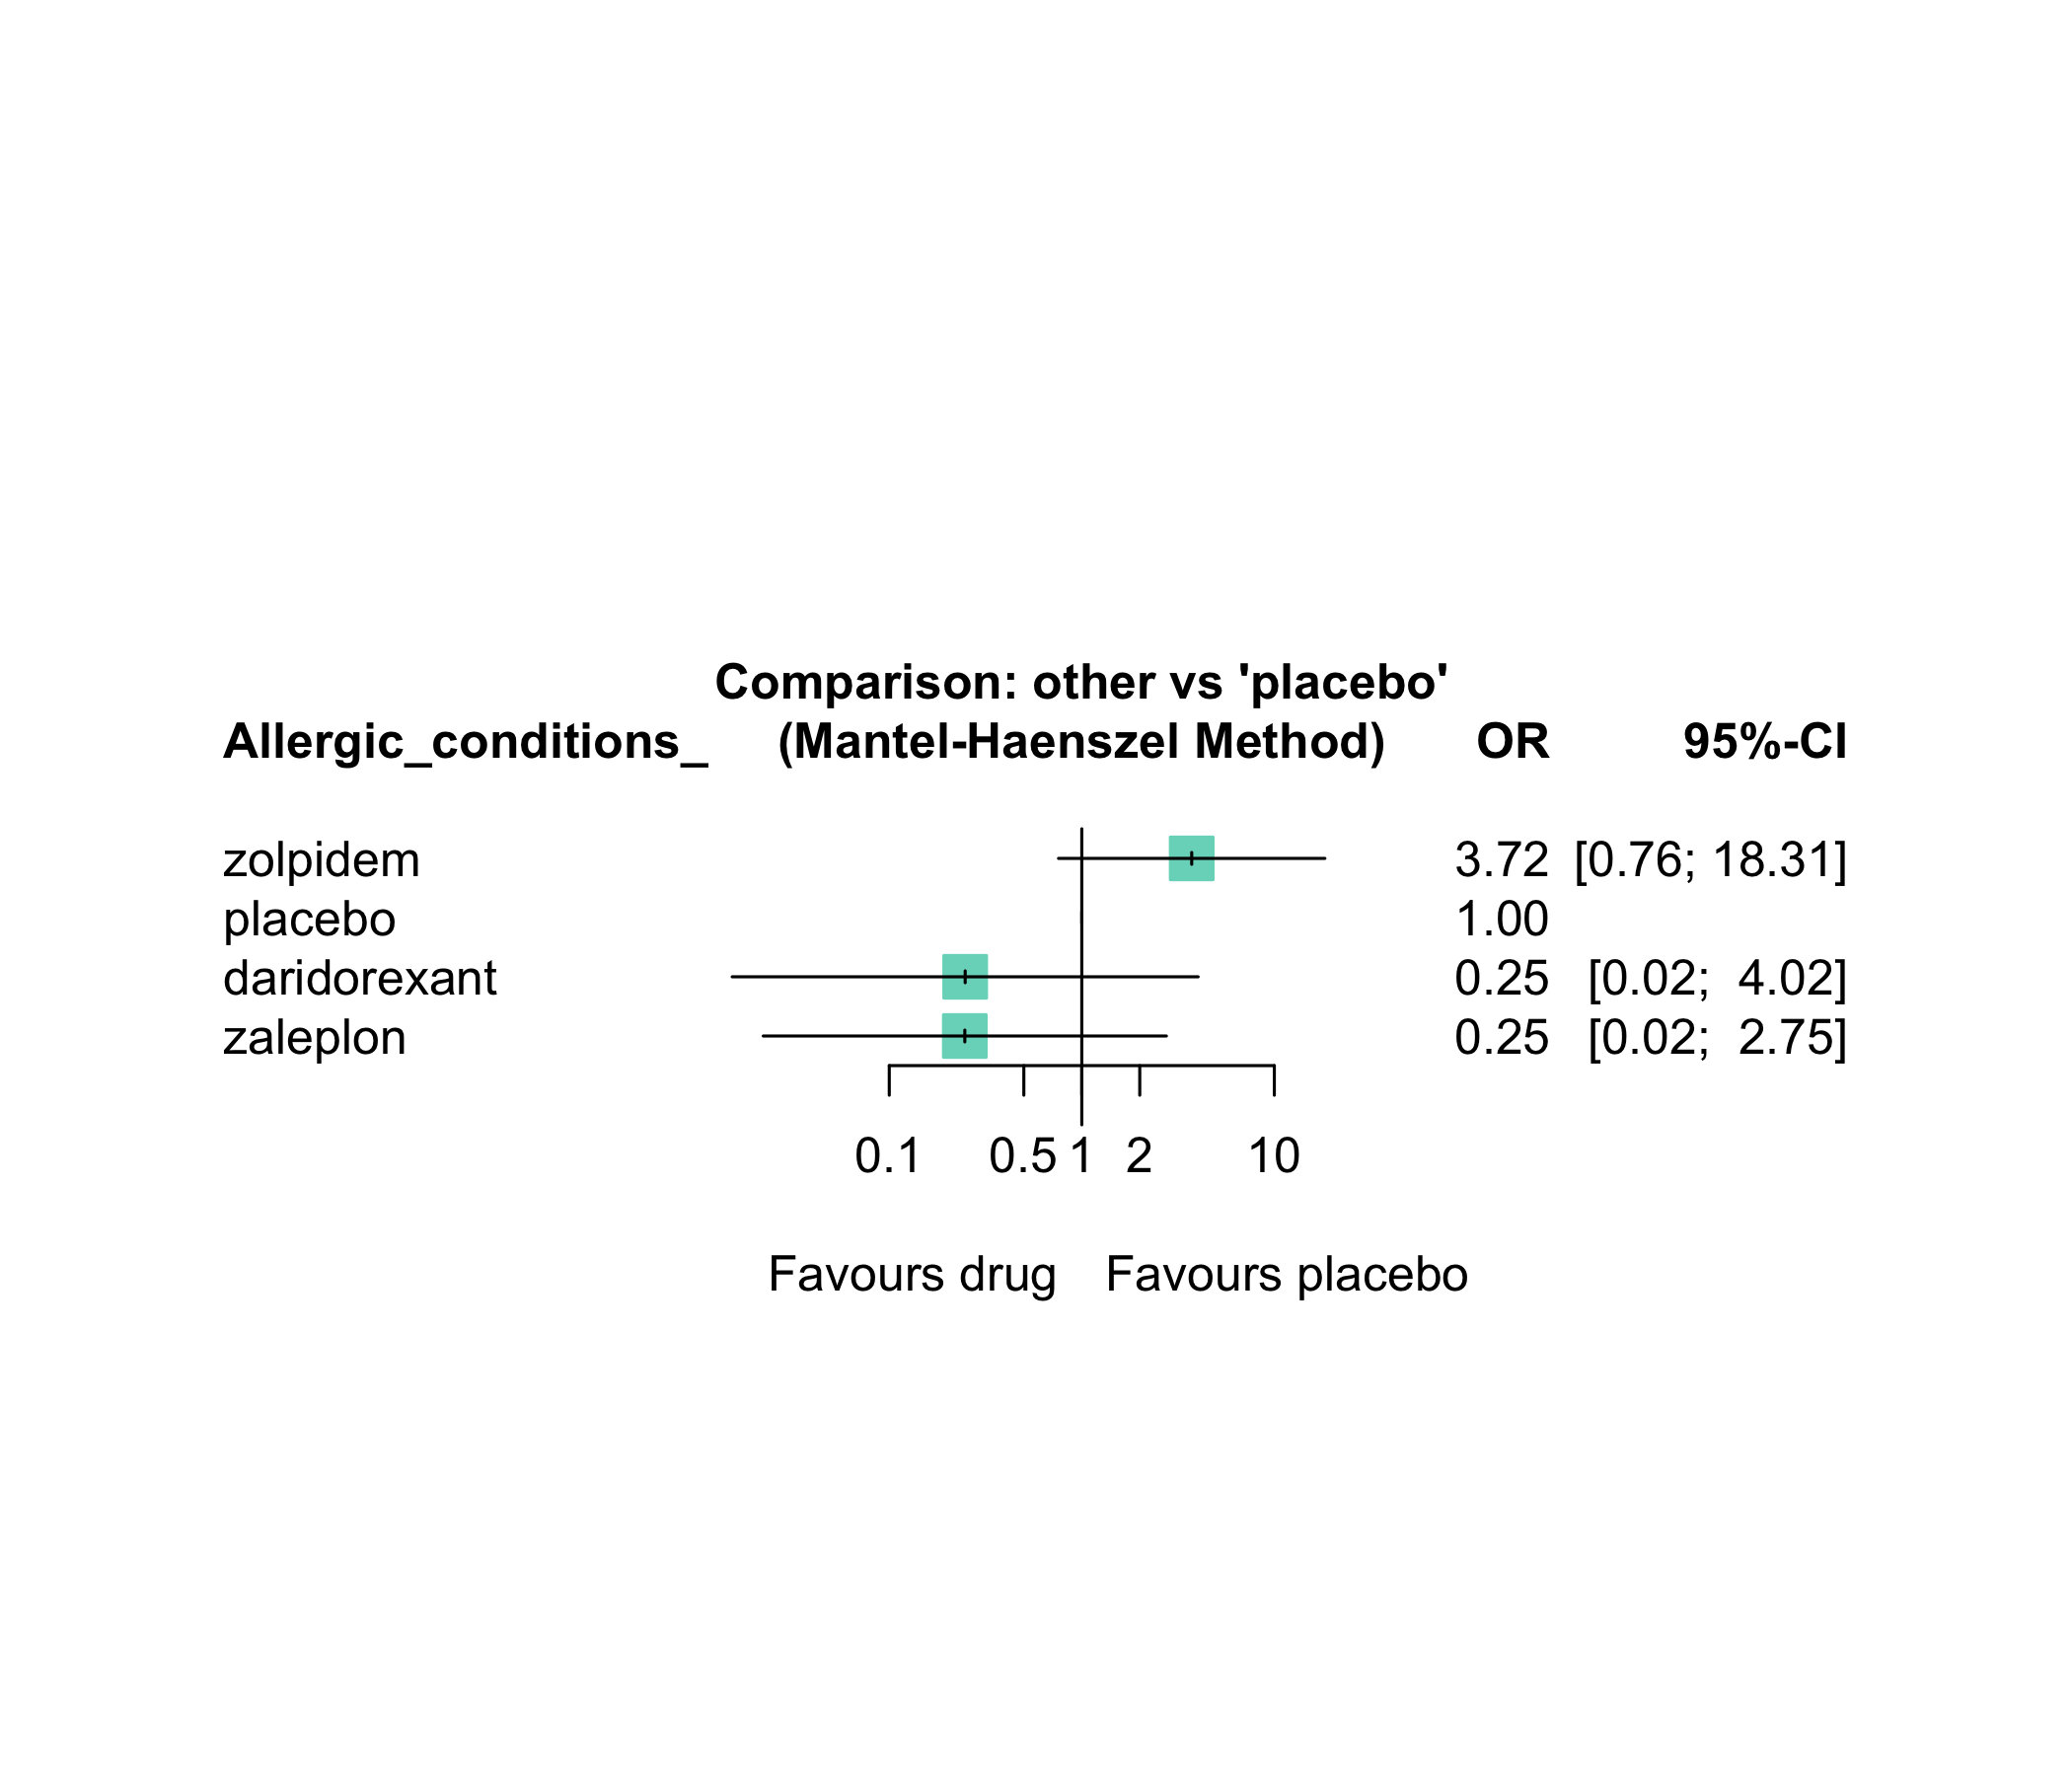 Comparison: other vs 'placebo'
Allergic_conditions_ (Mantel-Haenszel Method) OR 95%-CI
zolpidem 3.72 [0.76; 18.31]
placebo 1.00
daridorexant 0.25 [0.02; 4.02]
zaleplon 0.25 [0.02; 2.75]
0.1 0.5 1 2 10
Favours drug Favours placebo